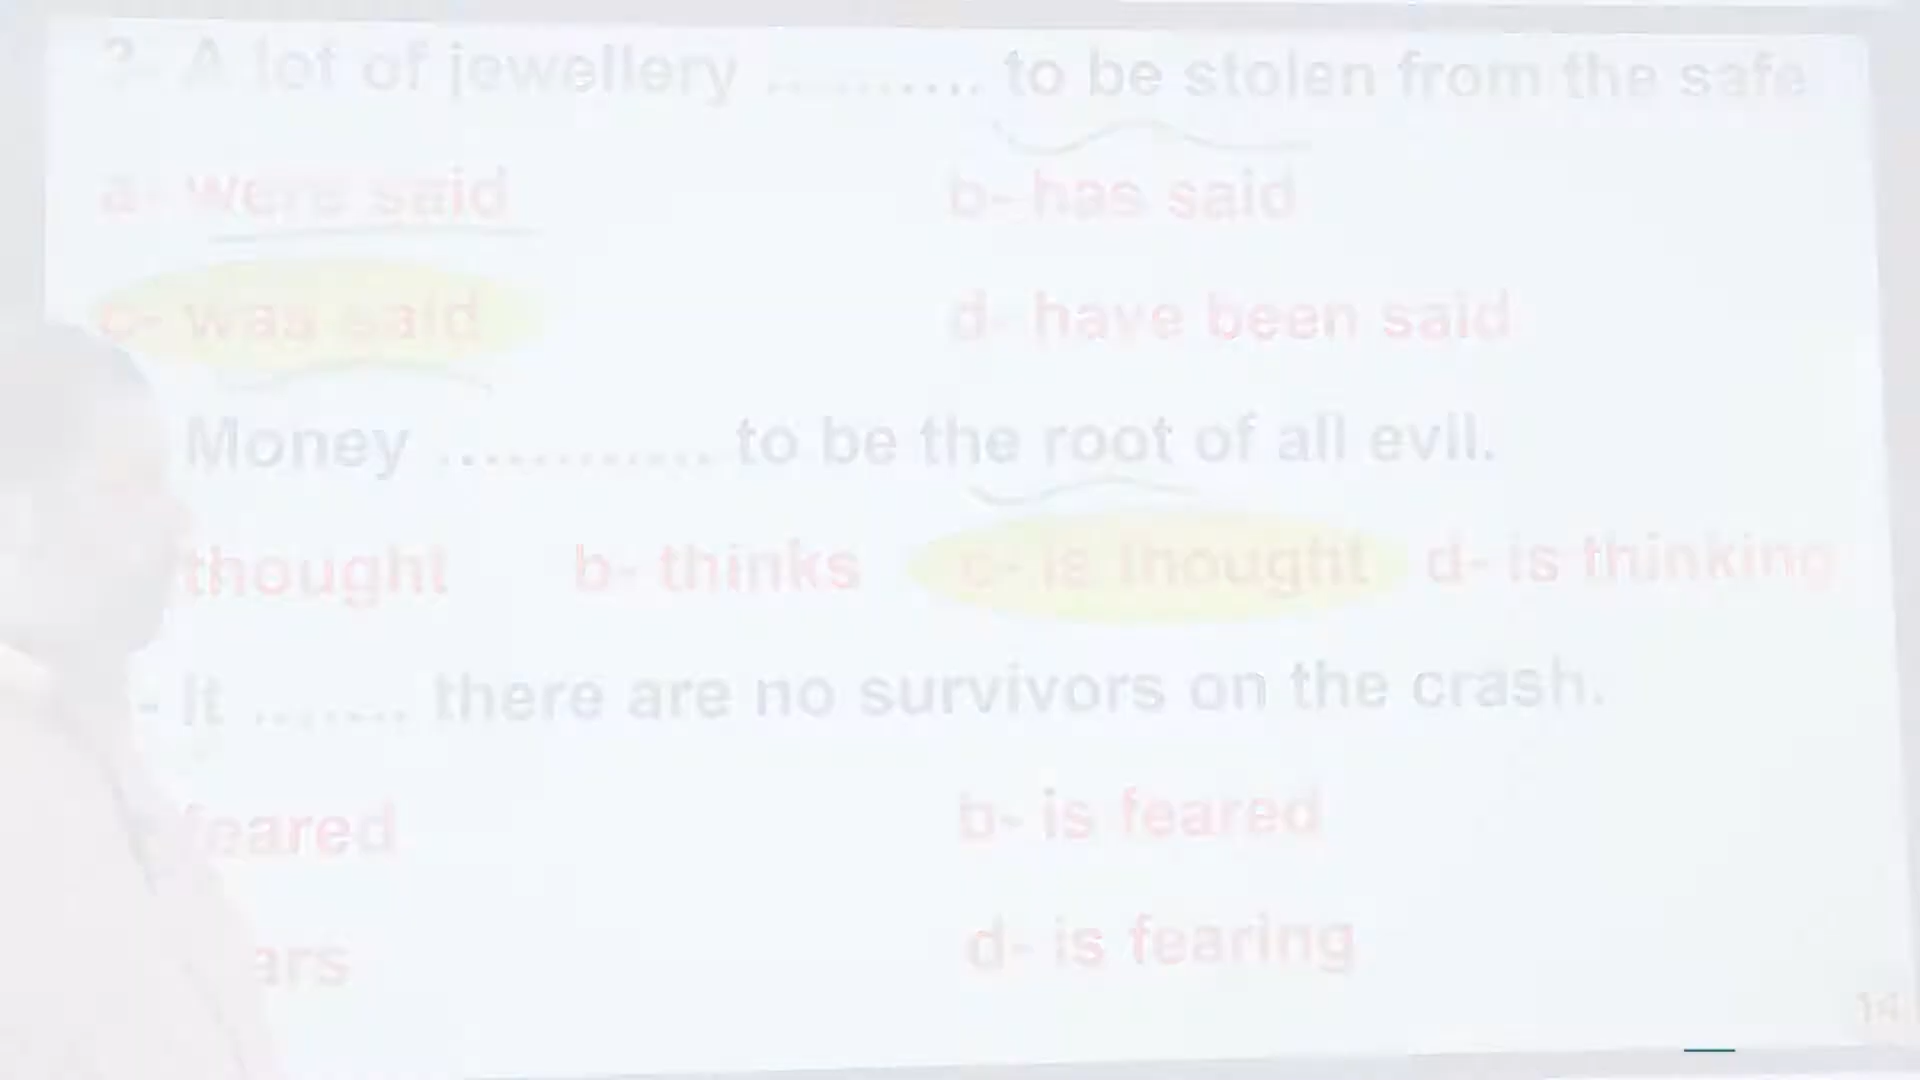 2- A lot of jewellery .......... to be stolen from the safe
a- were said b- has said
c- was said d- have been said
Money ............ to be the root of all evil.
thought b- thinks c- is thought d- is thinking
- It ....... there are no survivors on the crash.
feared b- is feared
ars d- is fearing
14